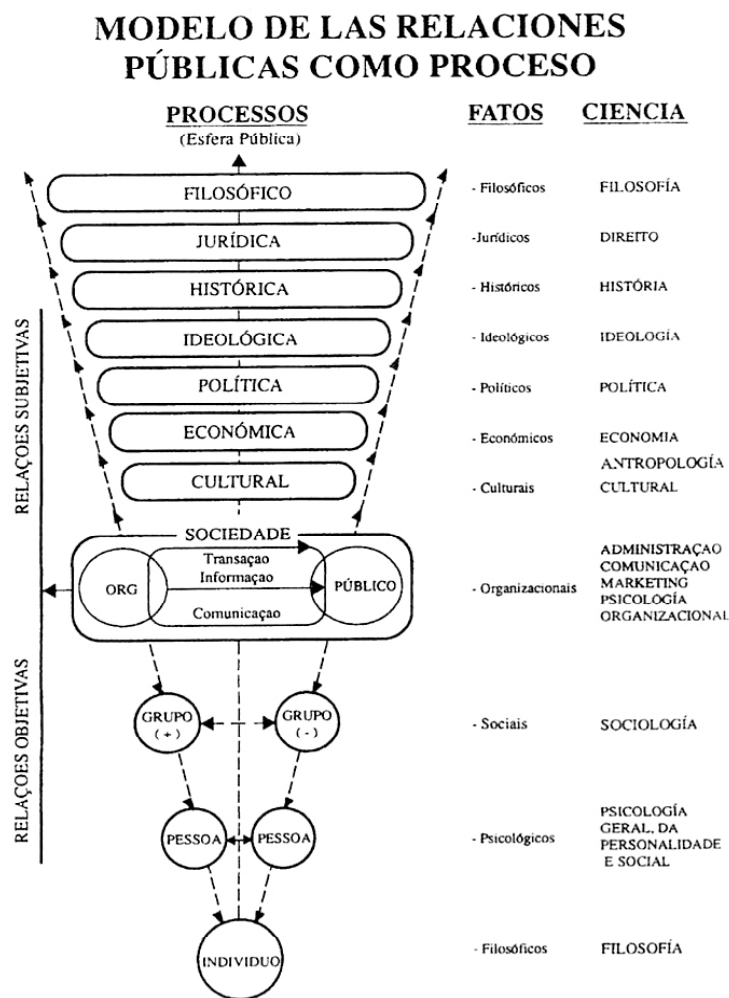 MODELO DE LAS RELACIONES
PÚBLICAS COMO PROCESO
PROCESSOS
(Esfera Pública)
FATOS
CIENCIA
FILOSÓFICO
- Filosóficos
FILOSOFÍA
JURÍDICA
-Jurídicos
DIREITO
HISTÓRICA
- Históricos
HISTÓRIA
IDEOLÓGICA
- Ideológicos
IDEOLOGÍA
POLÍTICA
- Políticos
POLÍTICA
ECONÓMICA
- Económicos
ECONOMIA
CULTURAL
- Culturais
ANTROPOLOGÍA
CULTURAL
RELAÇOES SUBJETIVAS
SOCIEDADE
Transaçao
Informaçao
Comunicaçao
ORG
PÚBLICO
- Organizacionais
ADMINISTRAÇAO
COMUNICAÇAO
MARKETING
PSICOLOGÍA
ORGANIZACIONAL
RELAÇOES OBJETIVAS
GRUPO
(+)
GRUPO
(-)
- Sociais
SOCIOLOGÍA
PESSOA
PESSOA
- Psicológicos
PSICOLOGÍA
GERAL, DA
PERSONALIDADE
E SOCIAL
INDIVIDUO
- Filosóficos
FILOSOFÍA